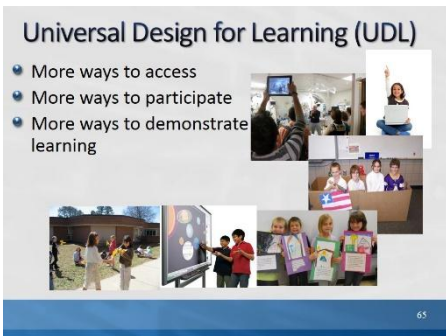 Universal Design for Learning (UDL)
More ways to access
More ways to participate
More ways to demonstrate
learning
65